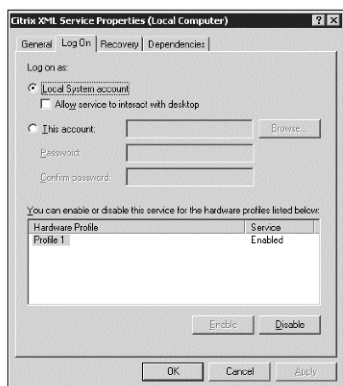 Citrix XML Service Properties (Local Computer)
General Log On Recovery Dependencies
Log on as:
Local System account
Allow service to interact with desktop
This account:
Browse...
Password:
Confirm password:
You can enable or disable this service for the hardware profiles listed below:
Hardware Profile Service
Profile 1 Enabled
Enable Disable
OK Cancel Apply